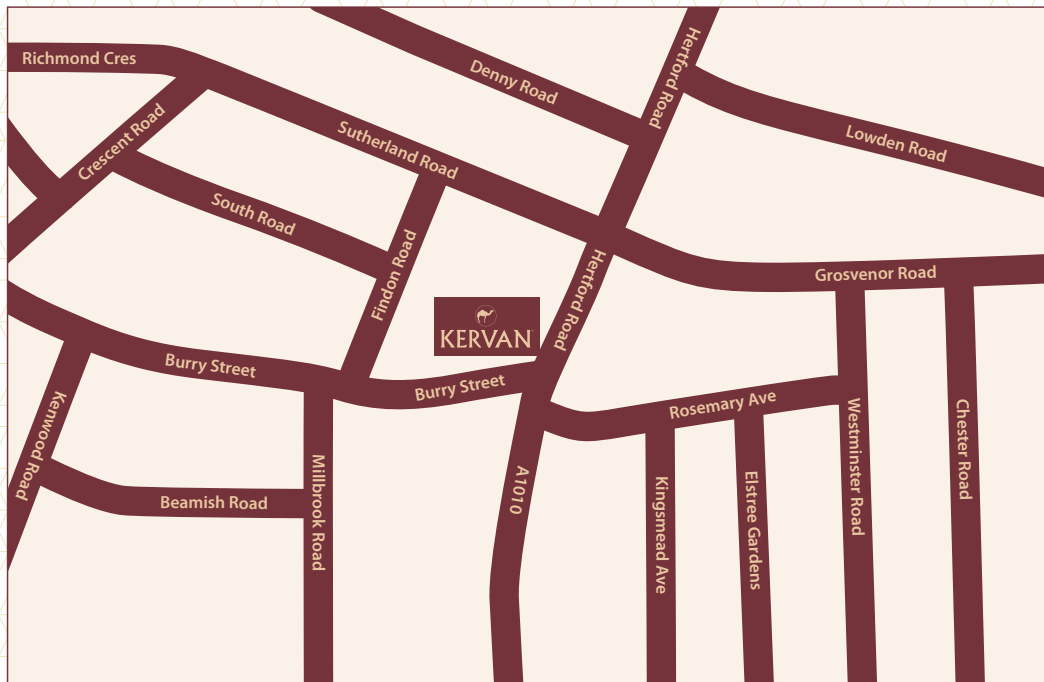 Richmond Cres
Denny Road
Hertford Road
Crescent Road
Sutherland Road
Lowden Road
South Road
Findon Road
Hertford Road
Grosvenor Road
KERVAN
Burry Street
Burry Street
Rosemary Ave
Kenwood Road
Westminster Road
Chester Road
Millbrook Road
A1010
Kingsmead Ave
Elstree Gardens
Beamish Road